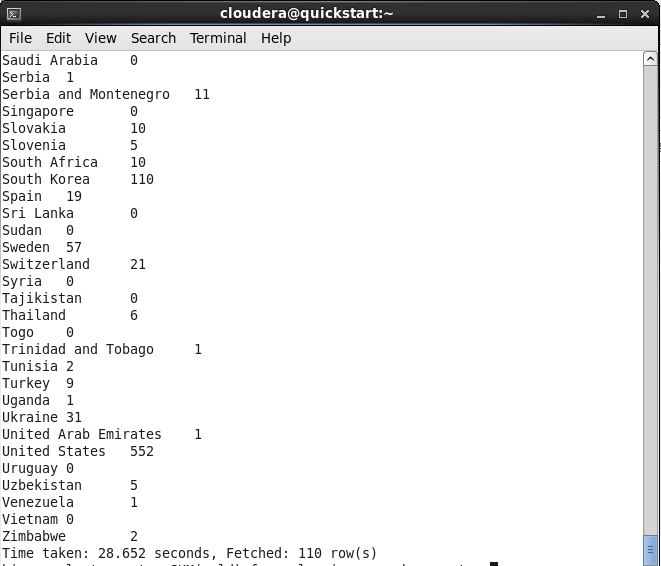 cloudera@quickstart:~
File Edit View Search Terminal Help
Saudi Arabia 0
Serbia 1
Serbia and Montenegro 11
Singapore 0
Slovakia 10
Slovenia 5
South Africa 10
South Korea 110
Spain 19
Sri Lanka 0
Sudan 0
Sweden 57
Switzerland 21
Syria 0
Tajikistan 0
Thailand 6
Togo 0
Trinidad and Tobago 1
Tunisia 2
Turkey 9
Uganda 1
Ukraine 31
United Arab Emirates 1
United States 552
Uruguay 0
Uzbekistan 5
Venezuela 1
Vietnam 0
Zimbabwe 2
Time taken: 28.652 seconds, Fetched: 110 row(s)